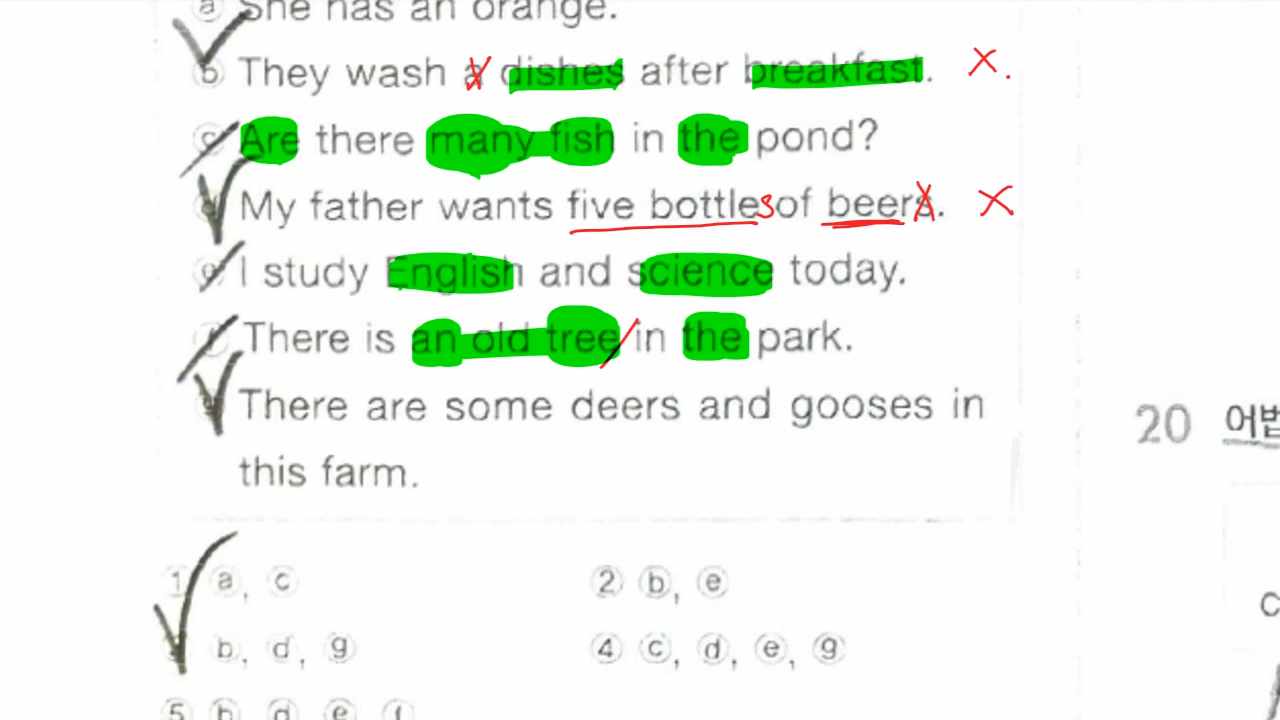 ⓐ She has an orange.
ⓑ They wash a dishes after breakfast. X.
ⓒ Are there many fish in the pond?
My father wants five bottles of beers. X
ⓔ I study English and science today.
There is an old tree in the park.
There are some deers and gooses in
this farm.
① ⓐ, ⓒ
② ⓑ, ⓔ
ⓑ, ⓓ, ⓖ
④ ⓒ, ⓓ, ⓔ, ⓖ
⑤ ⓑ ⓓ ⓔ ⓕ
20 어법